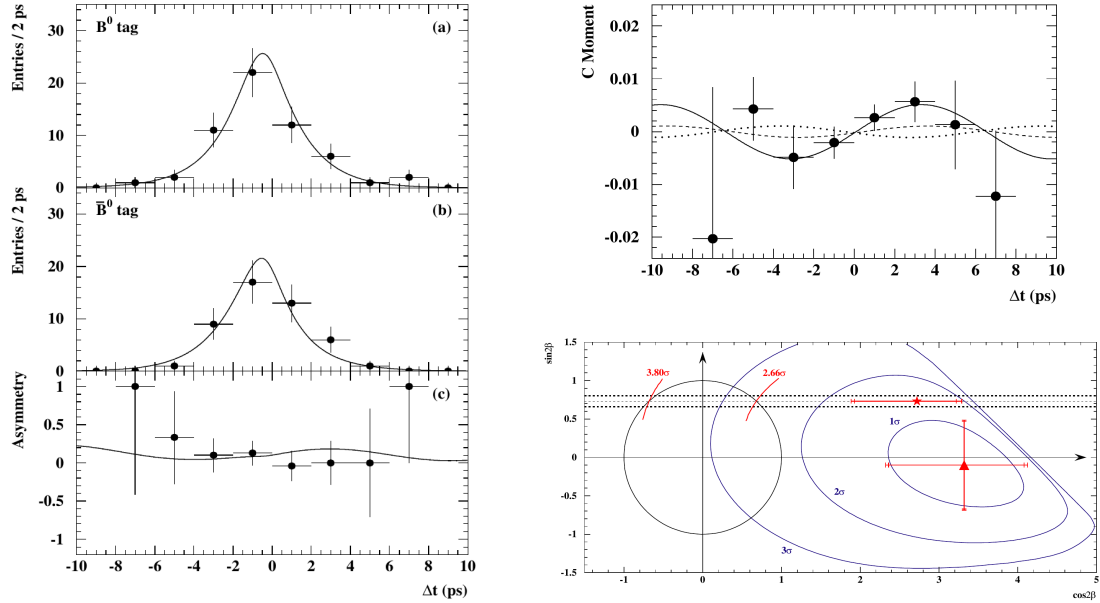 Entries / 2 ps
B⁰ tag
(a)
30
20
10
0
Entries / 2 ps
B̅⁰ tag
(b)
30
20
10
0
Asymmetry
(c)
1
0.5
0
0.5
-1
-10 -8 -6 -4 -2 0 2 4 6 8 10
Δt (ps)
C Moment
0.02
0.01
0
-0.01
-0.02
-10 -8 -6 -4 -2 0 2 4 6 8 10
Δt (ps)
sin2β
1.5
1
0.5
0
-0.5
-1
-1.5
3.80σ
2.66σ
1σ
2σ
3σ
-1 0 1 2 3 4 5
cos2β